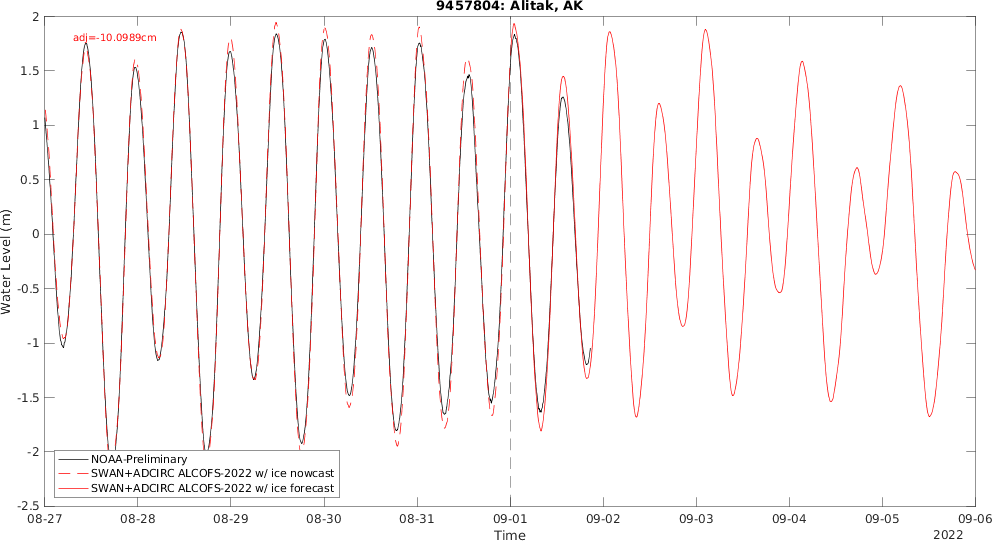 9457804: Alitak, AK
adj=-10.0989cm
2
1.5
1
0.5
0
-0.5
-1
-1.5
-2
-2.5
Water Level (m)
NOAA-Preliminary
SWAN+ADCIRC ALCOFS-2022 w/ ice nowcast
SWAN+ADCIRC ALCOFS-2022 w/ ice forecast
08-27 08-28 08-29 08-30 08-31 09-01 09-02 09-03 09-04 09-05 09-06
Time
2022